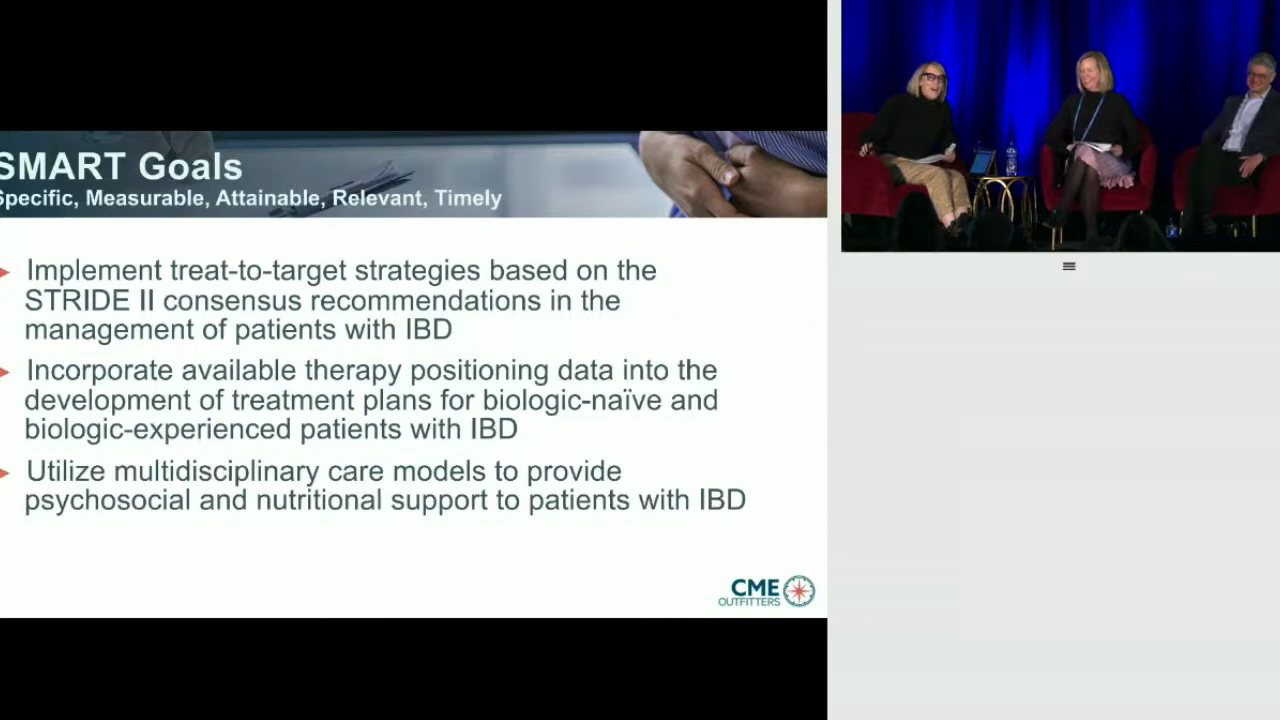 SMART Goals
Specific, Measurable, Attainable, Relevant, Timely
Implement treat-to-target strategies based on the
STRIDE II consensus recommendations in the
management of patients with IBD
Incorporate available therapy positioning data into the
development of treatment plans for biologic-naïve and
biologic-experienced patients with IBD
Utilize multidisciplinary care models to provide
psychosocial and nutritional support to patients with IBD
CME
OUTFITTERS